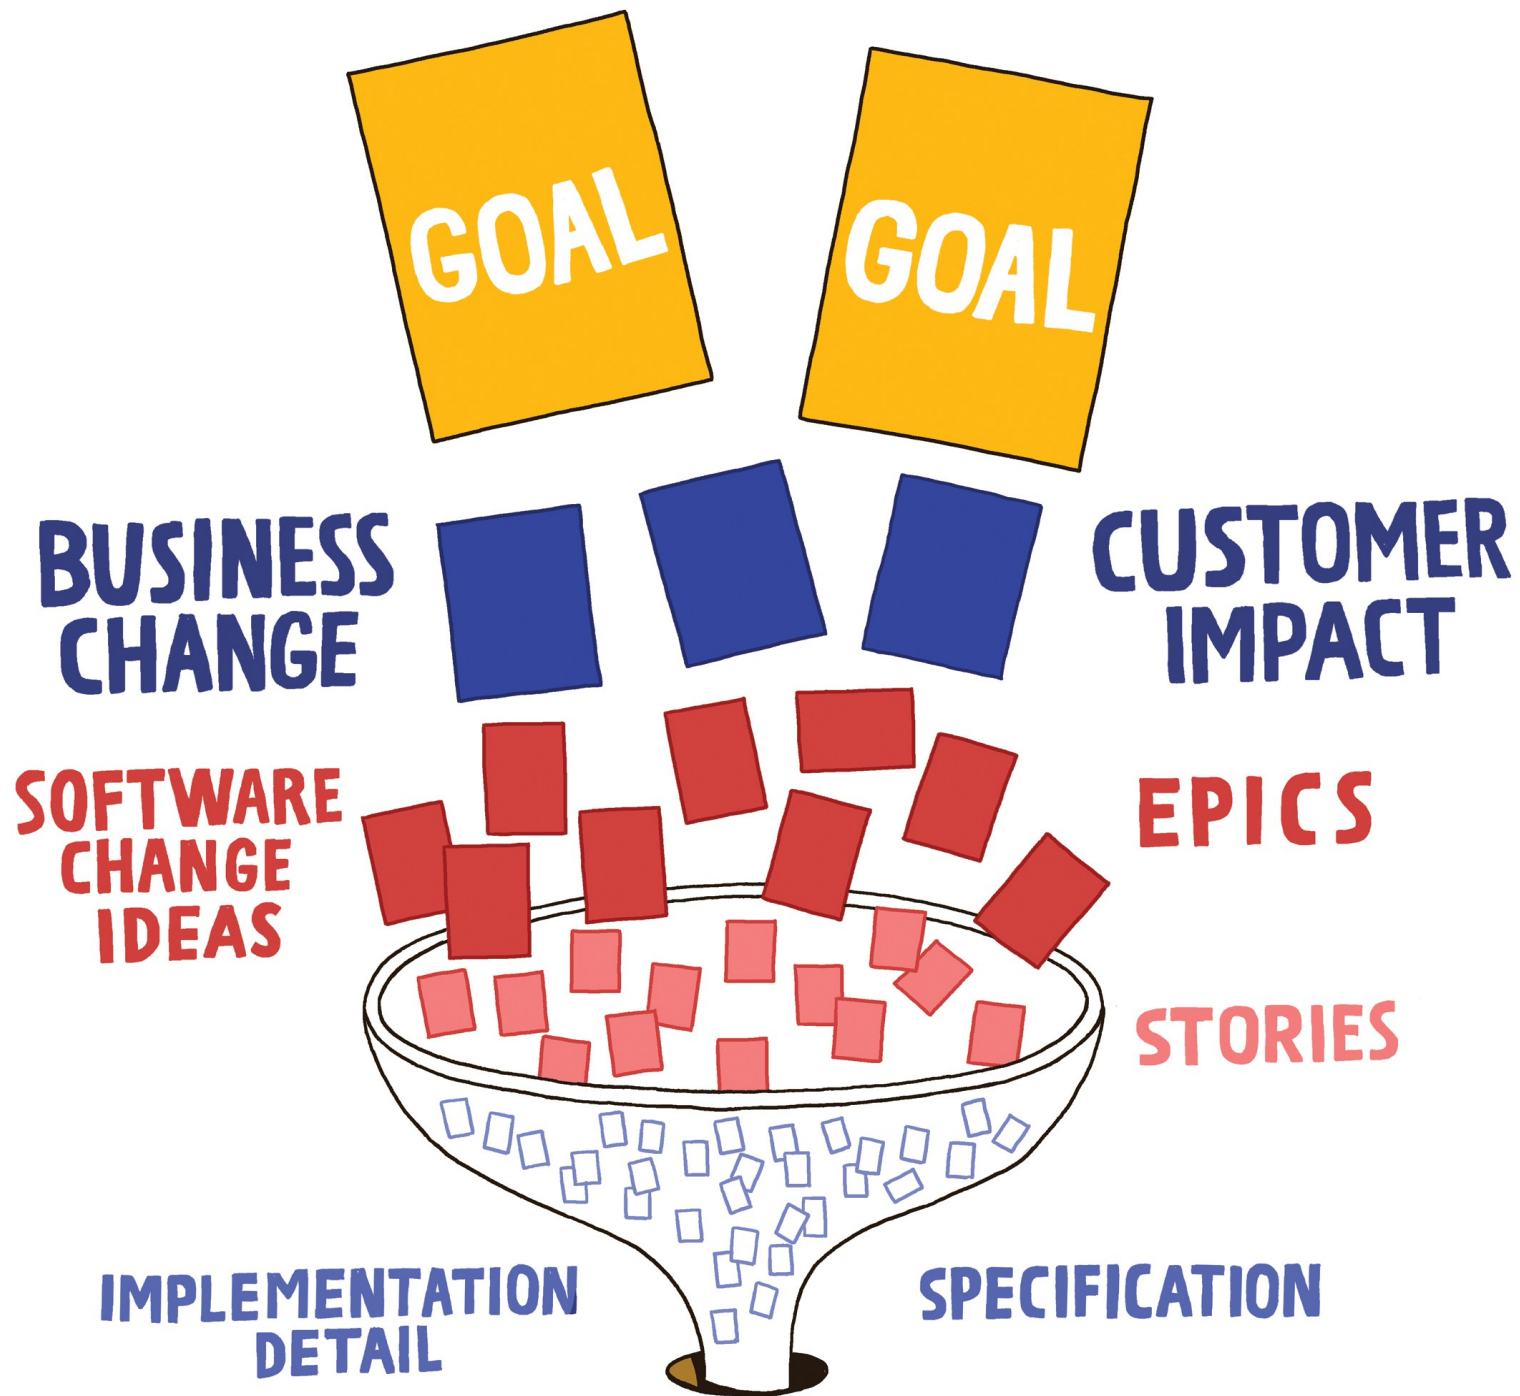 GOAL
GOAL
BUSINESS
CHANGE
CUSTOMER
IMPACT
SOFTWARE
CHANGE
IDEAS
EPICS
STORIES
IMPLEMENTATION
DETAIL
SPECIFICATION